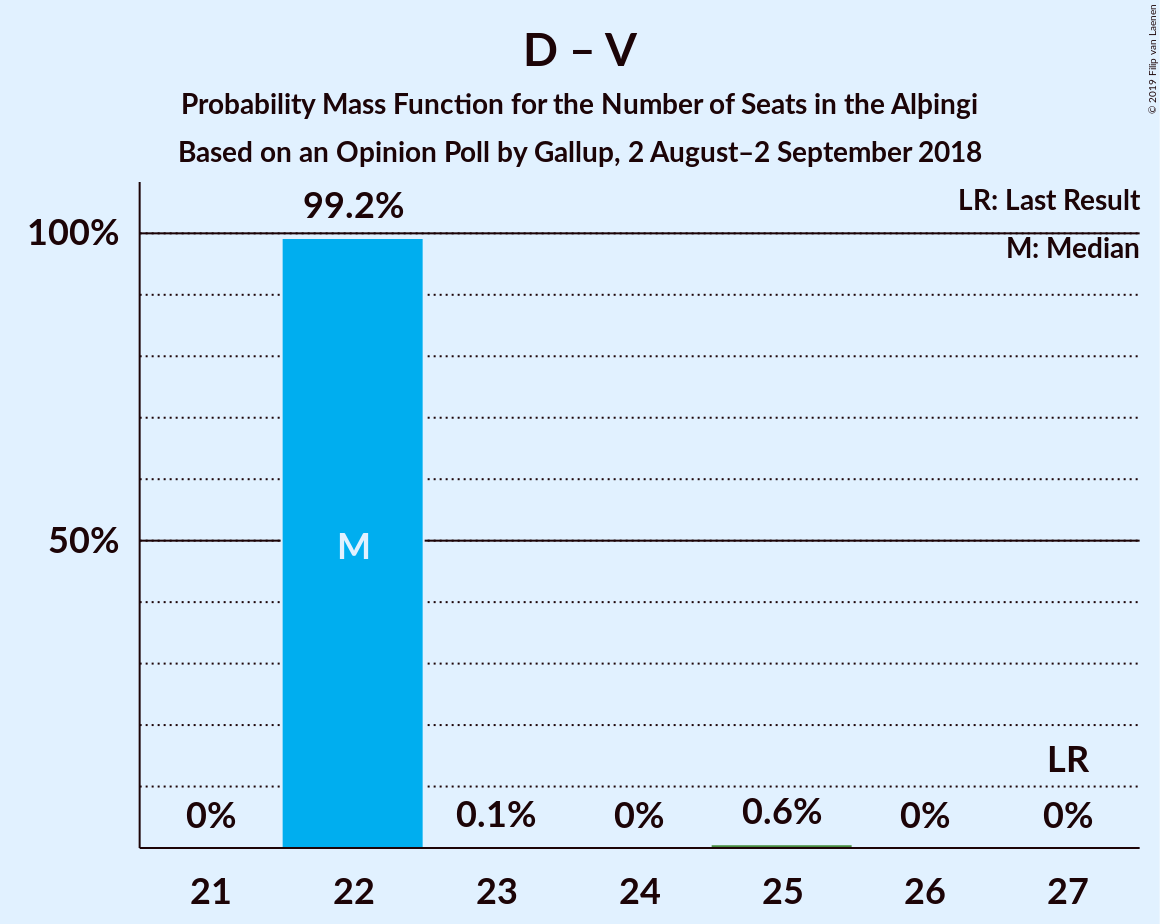 D – V
Probability Mass Function for the Number of Seats in the Alþingi
Based on an Opinion Poll by Gallup, 2 August–2 September 2018
© 2019 Filip van Laenen
LR: Last Result
M: Median
99.2%
100%
50%
M
LR
0%
0.1%
0%
0.6%
0%
0%
21
22
23
24
25
26
27